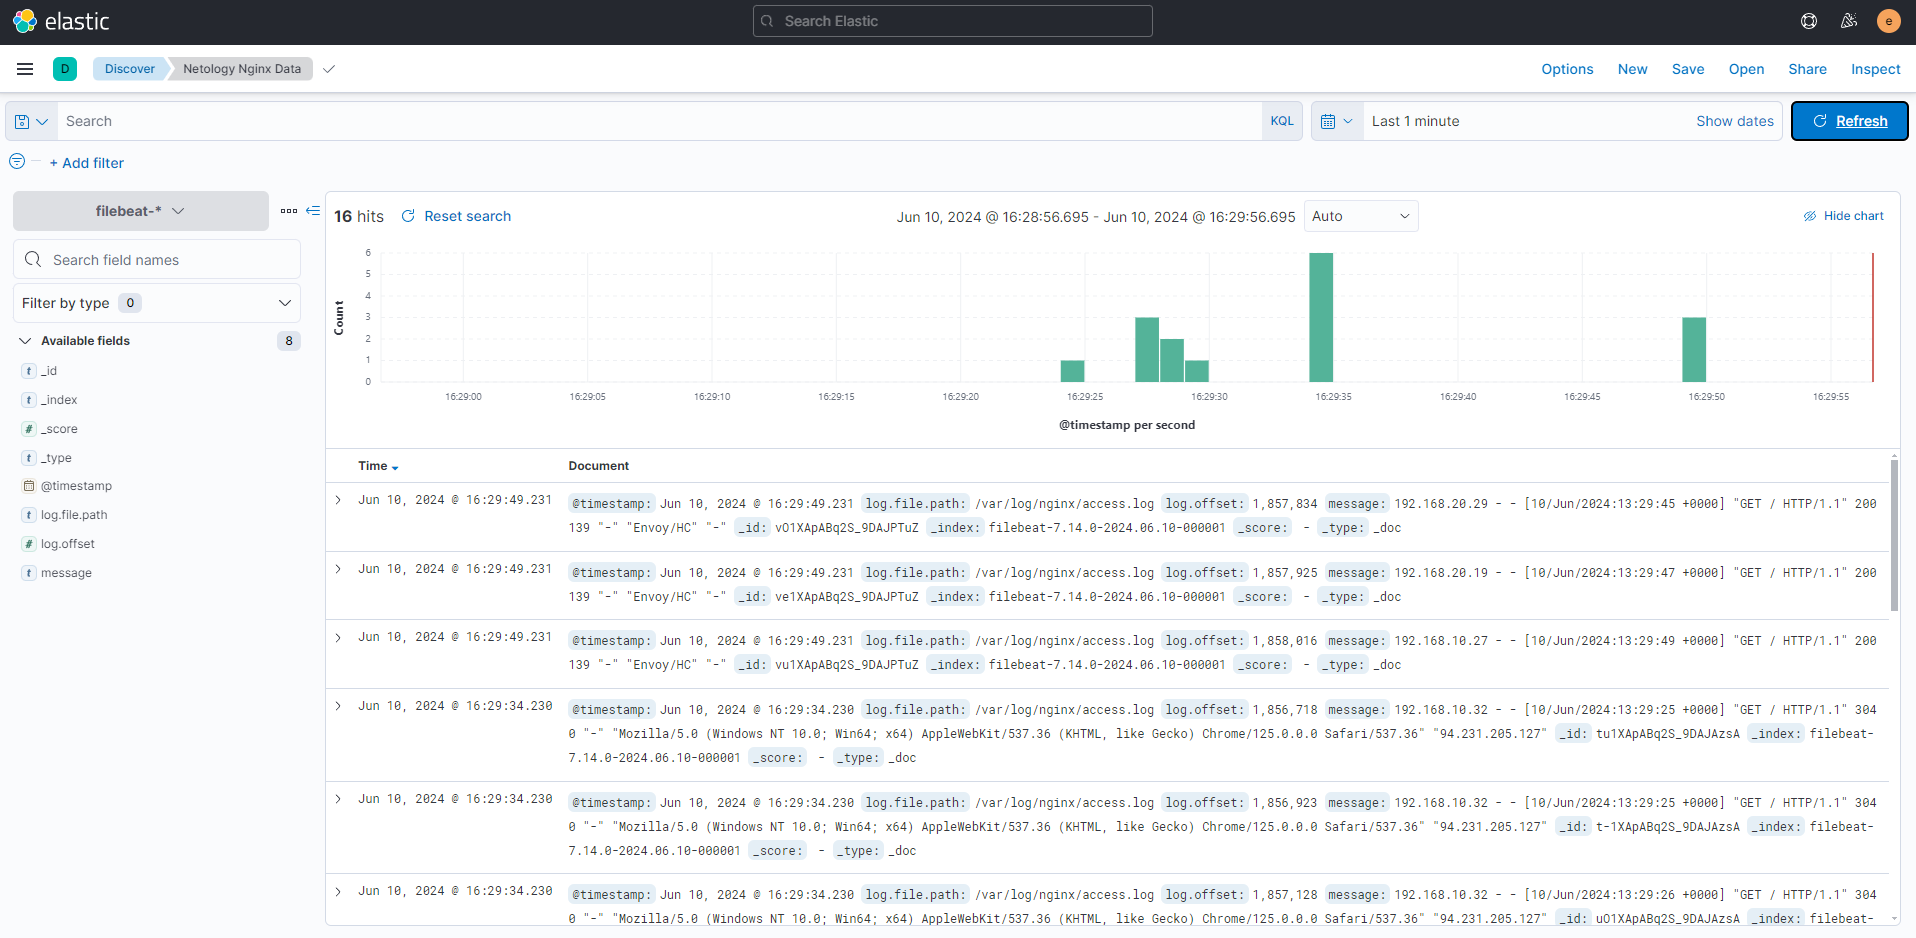 elastic
Search Elastic
e
D
Discover
Netology Nginx Data
Options
New
Save
Open
Share
Inspect
Search
KQL
Last 1 minute
Show dates
Refresh
+ Add filter
filebeat-*
16 hits
Reset search
Jun 10, 2024 @ 16:28:56.695 - Jun 10, 2024 @ 16:29:56.695
Auto
Hide chart
Search field names
Filter by type 0
Available fields 8
t _id
t _index
# _score
t _type
@timestamp
t log.file.path
# log.offset
t message
Count
6
5
4
3
2
1
0
16:29:00 16:29:05 16:29:10 16:29:15 16:29:20 16:29:25 16:29:30 16:29:35 16:29:40 16:29:45 16:29:50 16:29:55
@timestamp per second
Time Document
Jun 10, 2024 @ 16:29:49.231 @timestamp: Jun 10, 2024 @ 16:29:49.231 log.file.path: /var/log/nginx/access.log log.offset: 1,857,834 message: 192.168.20.29 - - [10/Jun/2024:13:29:45 +0000] "GET / HTTP/1.1" 200
139 "-" "Envoy/HC" "-" _id: vO1XApABq2S_9DAJPTuZ _index: filebeat-7.14.0-2024.06.10-000001 _score: - _type: _doc
Jun 10, 2024 @ 16:29:49.231 @timestamp: Jun 10, 2024 @ 16:29:49.231 log.file.path: /var/log/nginx/access.log log.offset: 1,857,925 message: 192.168.20.19 - - [10/Jun/2024:13:29:47 +0000] "GET / HTTP/1.1" 200
139 "-" "Envoy/HC" "-" _id: ve1XApABq2S_9DAJPTuZ _index: filebeat-7.14.0-2024.06.10-000001 _score: - _type: _doc
Jun 10, 2024 @ 16:29:49.231 @timestamp: Jun 10, 2024 @ 16:29:49.231 log.file.path: /var/log/nginx/access.log log.offset: 1,858,016 message: 192.168.10.27 - - [10/Jun/2024:13:29:49 +0000] "GET / HTTP/1.1" 200
139 "-" "Envoy/HC" "-" _id: vu1XApABq2S_9DAJPTuZ _index: filebeat-7.14.0-2024.06.10-000001 _score: - _type: _doc
Jun 10, 2024 @ 16:29:34.230 @timestamp: Jun 10, 2024 @ 16:29:34.230 log.file.path: /var/log/nginx/access.log log.offset: 1,856,718 message: 192.168.10.32 - - [10/Jun/2024:13:29:25 +0000] "GET / HTTP/1.1" 304
0 "-" "Mozilla/5.0 (Windows NT 10.0; Win64; x64) AppleWebKit/537.36 (KHTML, like Gecko) Chrome/125.0.0.0 Safari/537.36" "94.231.205.127" _id: tu1XApABq2S_9DAJAzsA _index: filebeat-
7.14.0-2024.06.10-000001 _score: - _type: _doc
Jun 10, 2024 @ 16:29:34.230 @timestamp: Jun 10, 2024 @ 16:29:34.230 log.file.path: /var/log/nginx/access.log log.offset: 1,856,923 message: 192.168.10.32 - - [10/Jun/2024:13:29:25 +0000] "GET / HTTP/1.1" 304
0 "-" "Mozilla/5.0 (Windows NT 10.0; Win64; x64) AppleWebKit/537.36 (KHTML, like Gecko) Chrome/125.0.0.0 Safari/537.36" "94.231.205.127" _id: t-1XApABq2S_9DAJAzsA _index: filebeat-
7.14.0-2024.06.10-000001 _score: - _type: _doc
Jun 10, 2024 @ 16:29:34.230 @timestamp: Jun 10, 2024 @ 16:29:34.230 log.file.path: /var/log/nginx/access.log log.offset: 1,857,128 message: 192.168.10.32 - - [10/Jun/2024:13:29:26 +0000] "GET / HTTP/1.1" 304
0 "-" "Mozilla/5.0 (Windows NT 10.0; Win64; x64) AppleWebKit/537.36 (KHTML, like Gecko) Chrome/125.0.0.0 Safari/537.36" "94.231.205.127" _id: uO1XApABq2S_9DAJAzsA _index: filebeat-